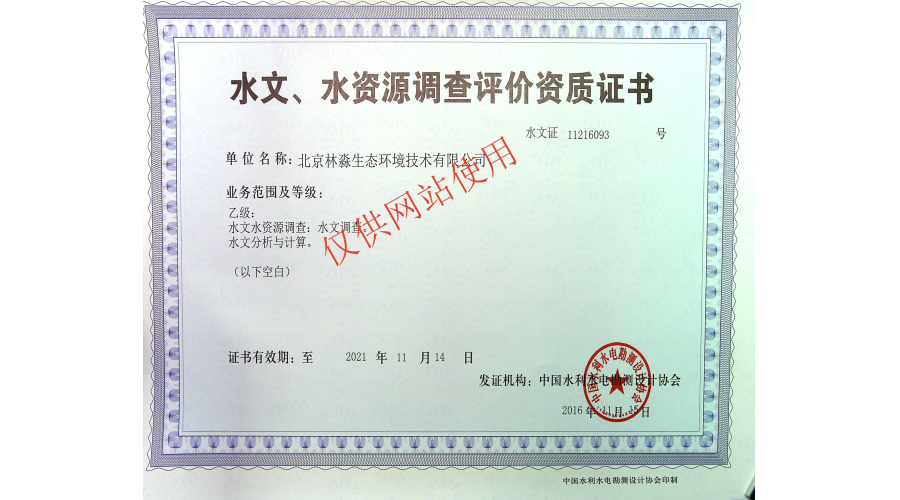 水文、水资源调查评价资质证书
水文证 11216093 号
单位名称：北京林淼生态环境技术有限公司
业务范围及等级：
乙级：
水文水资源调查：水文调查。
水文分析与计算。
（以下空白）
仅供网站使用
证书有效期：至 2021 年 11 月 14 日
发证机构：中国水利水电勘测设计协会
中国水利水电勘测设计协会
2016 年 11 月 15 日
中国水利水电勘测设计协会印制